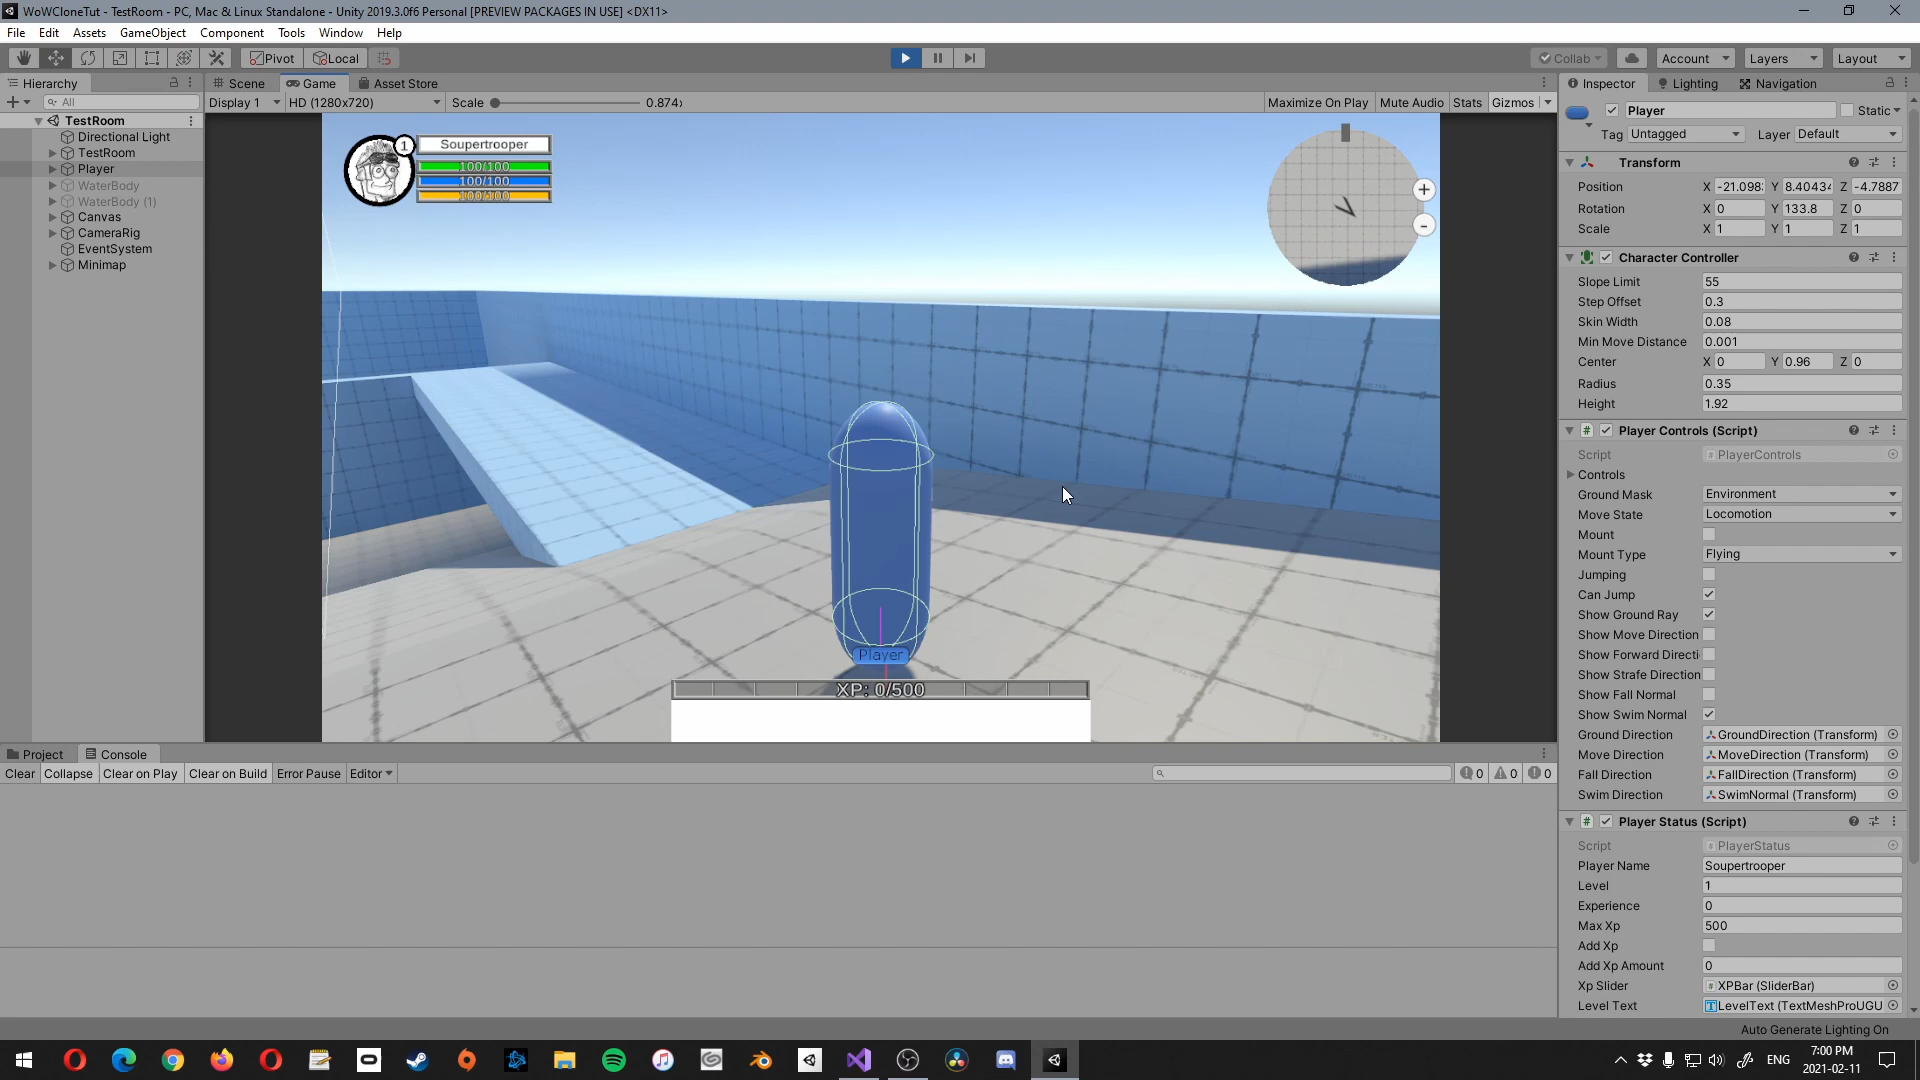 WoWCloneTut - TestRoom - PC, Mac & Linux Standalone - Unity 2019.3.0f6 Personal [PREVIEW PACKAGES IN USE] <DX11>
File Edit Assets GameObject Component Tools Window Help
Pivot Local Collab Account Layers Layout
Hierarchy
All
TestRoom
Directional Light
TestRoom
Player
WaterBody
WaterBody (1)
Canvas
CameraRig
EventSystem
Minimap
Scene Game Asset Store
Display 1 HD (1280x720) Scale 0.874 Maximize On Play Mute Audio Stats Gizmos
1 Soupertrooper
100/100
100/100
100/100
+
-
Player
XP: 0/500
Project Console
Clear Collapse Clear on Play Clear on Build Error Pause Editor 0 0 0
Inspector Lighting Navigation
Player Static
Tag Untagged Layer Default
Transform
Position X -21.098 Y 8.4043 Z -4.7887
Rotation X 0 Y 133.8 Z 0
Scale X 1 Y 1 Z 1
Character Controller
Slope Limit 55
Step Offset 0.3
Skin Width 0.08
Min Move Distance 0.001
Center X 0 Y 0.96 Z 0
Radius 0.35
Height 1.92
# Player Controls (Script)
Script # PlayerControls
Controls
Ground Mask Environment
Move State Locomotion
Mount
Mount Type Flying
Jumping
Can Jump
Show Ground Ray
Show Move Direction
Show Forward Directi
Show Strafe Direction
Show Fall Normal
Show Swim Normal
Ground Direction GroundDirection (Transform)
Move Direction MoveDirection (Transform)
Fall Direction FallDirection (Transform)
Swim Direction SwimNormal (Transform)
# Player Status (Script)
Script # PlayerStatus
Player Name Soupertrooper
Level 1
Experience 0
Max Xp 500
Add Xp
Add Xp Amount 0
Xp Slider # XPBar (SliderBar)
Level Text LevelText (TextMeshProUGU
Auto Generate Lighting On
ENG 7:00 PM
2021-02-11